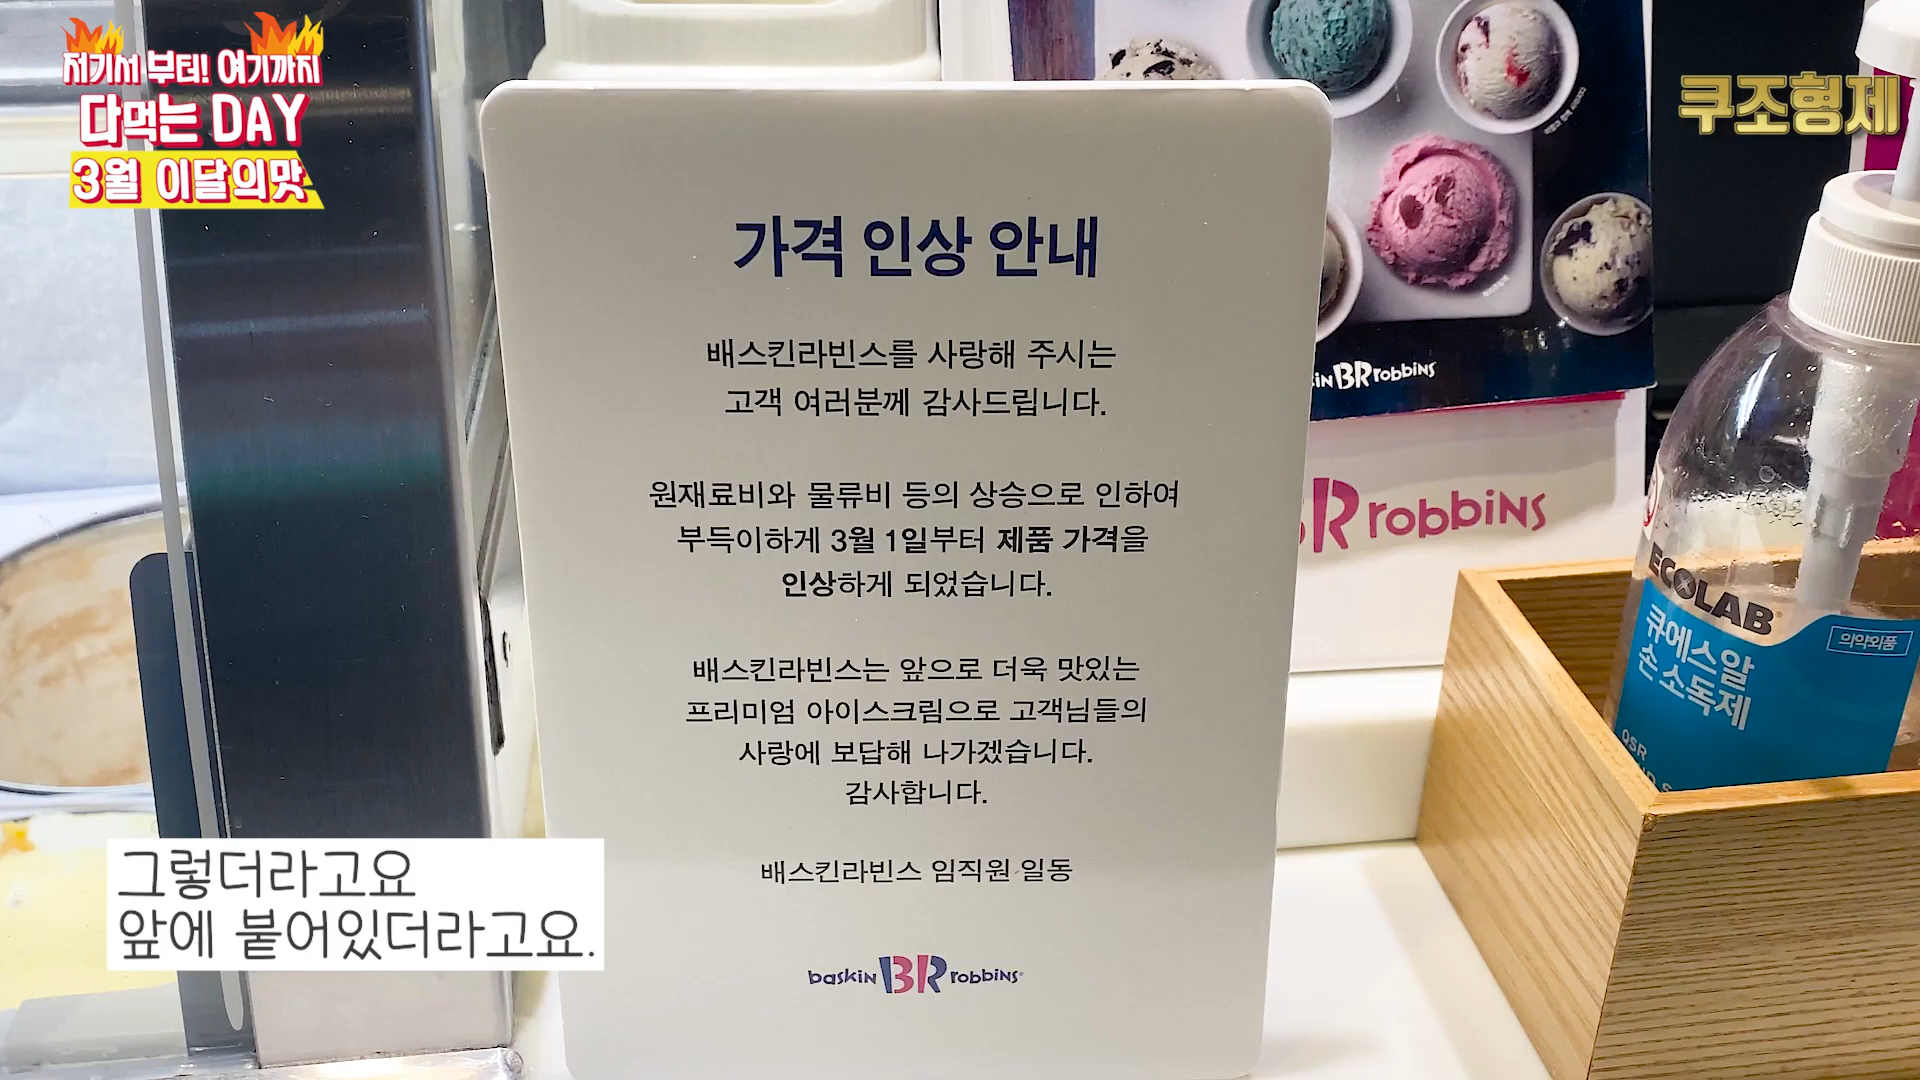 저기서 부터! 여기까지
다먹는 DAY
3월 이달의맛
쿠조형제
가격 인상 안내
배스킨라빈스를 사랑해 주시는
고객 여러분께 감사드립니다.
원재료비와 물류비 등의 상승으로 인하여
부득이하게 3월 1일부터 제품 가격을
인상하게 되었습니다.
배스킨라빈스는 앞으로 더욱 맛있는
프리미엄 아이스크림으로 고객님들의
사랑에 보답해 나가겠습니다.
감사합니다.
배스킨라빈스 임직원 일동
baskin BR robbins
BR robbins
BR robbins
ECOLAB
의약외품
큐에스알
손 소독제
QSR
그렇더라고요
앞에 붙어있더라고요.